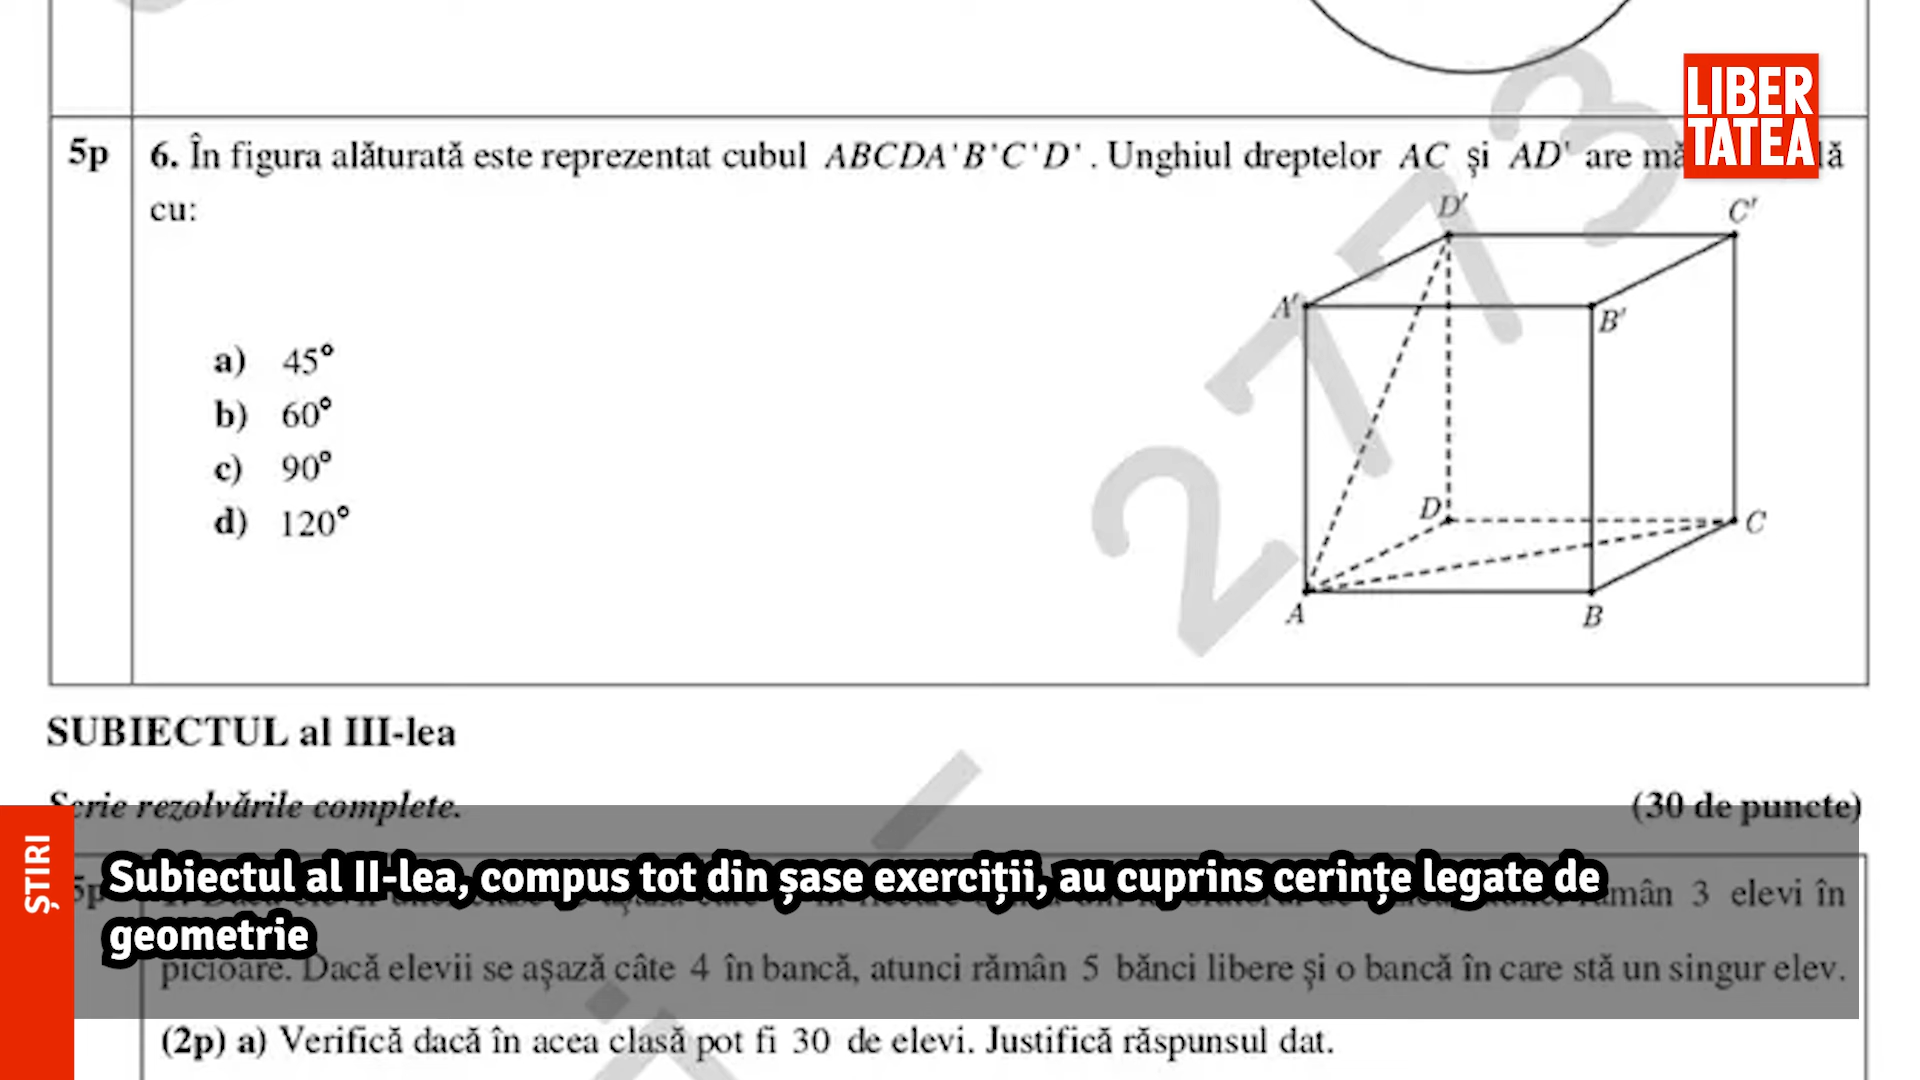 LIBER
TATEA
5p
6. În figura alăturată este reprezentat cubul ABCDA'B'C'D'. Unghiul dreptelor AC și AD' are
cu:
D'
C'
A'
B'
a) 45°
b) 60°
c) 90°
d) 120°
D
C
A
B
2773
SUBIECTUL al III-lea
Scrie rezolvările complete.
(30 de puncte)
ȘTIRI
5p
Subiectul al II-lea, compus tot din șase exerciții, au cuprins cerințe legate de
geometrie
rămân 3 elevi în
picioare. Dacă elevii se așază câte 4 în bancă, atunci rămân 5 bănci libere și o bancă în care stă un singur elev.
(2p) a) Verifică dacă în acea clasă pot fi 30 de elevi. Justifică răspunsul dat.